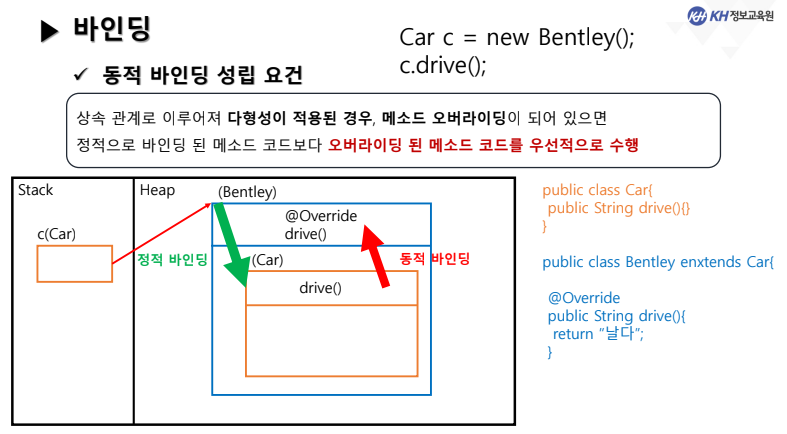 KH 정보교육원
▶ 바인딩
Car c = new Bentley();
c.drive();
✓ 동적 바인딩 성립 요건
상속 관계로 이루어져 다형성이 적용된 경우, 메소드 오버라이딩이 되어 있으면
정적으로 바인딩 된 메소드 코드보다 오버라이딩 된 메소드 코드를 우선적으로 수행
Stack
c(Car)
Heap
(Bentley)
@Override
drive()
정적 바인딩
(Car)
동적 바인딩
drive()
public class Car{
public String drive(){}
}
public class Bentley enxtends Car{
@Override
public String drive(){
return "날다";
}